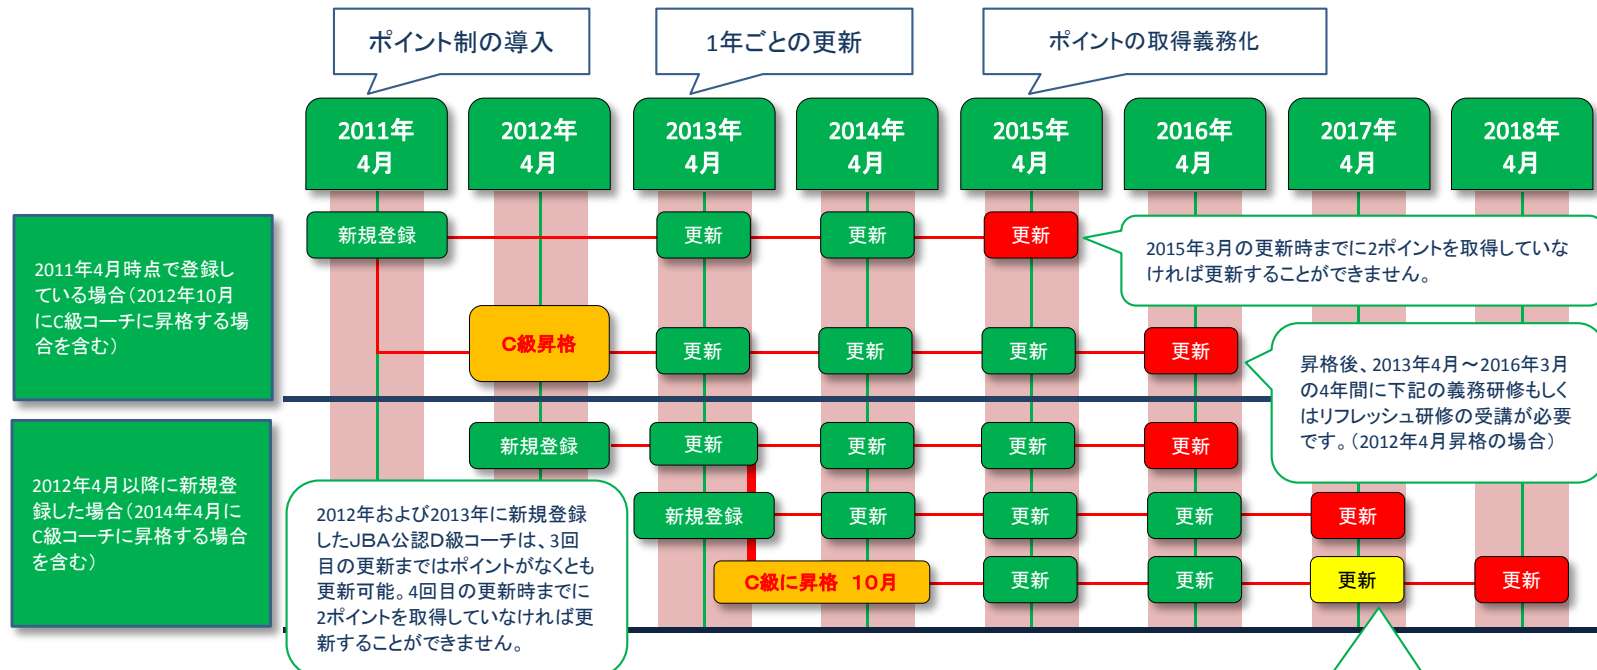 ポイント制の導入
1年ごとの更新
ポイントの取得義務化
2011年
4月
2012年
4月
2013年
4月
2014年
4月
2015年
4月
2016年
4月
2017年
4月
2018年
4月
2011年4月時点で登録し
ている場合(2012年10月
にC級コーチに昇格する場
合を含む)
新規登録
更新
更新
更新
2015年3月の更新時までに2ポイントを取得していな
ければ更新することができません。
C級昇格
更新
更新
更新
更新
昇格後、2013年4月～2016年3月
の4年間に下記の義務研修もしく
はリフレッシュ研修の受講が必要
です。(2012年4月昇格の場合)
2012年4月以降に新規登
録した場合(2014年4月に
C級コーチに昇格する場合
を含む)
新規登録
更新
更新
更新
更新
新規登録
更新
更新
更新
更新
C級に昇格 10月
更新
更新
更新
更新
2012年および2013年に新規登録
したJBA公認D級コーチは、3回
目の更新まではポイントがなくとも
更新可能。4回目の更新時までに
2ポイントを取得していなければ更
新することができません。